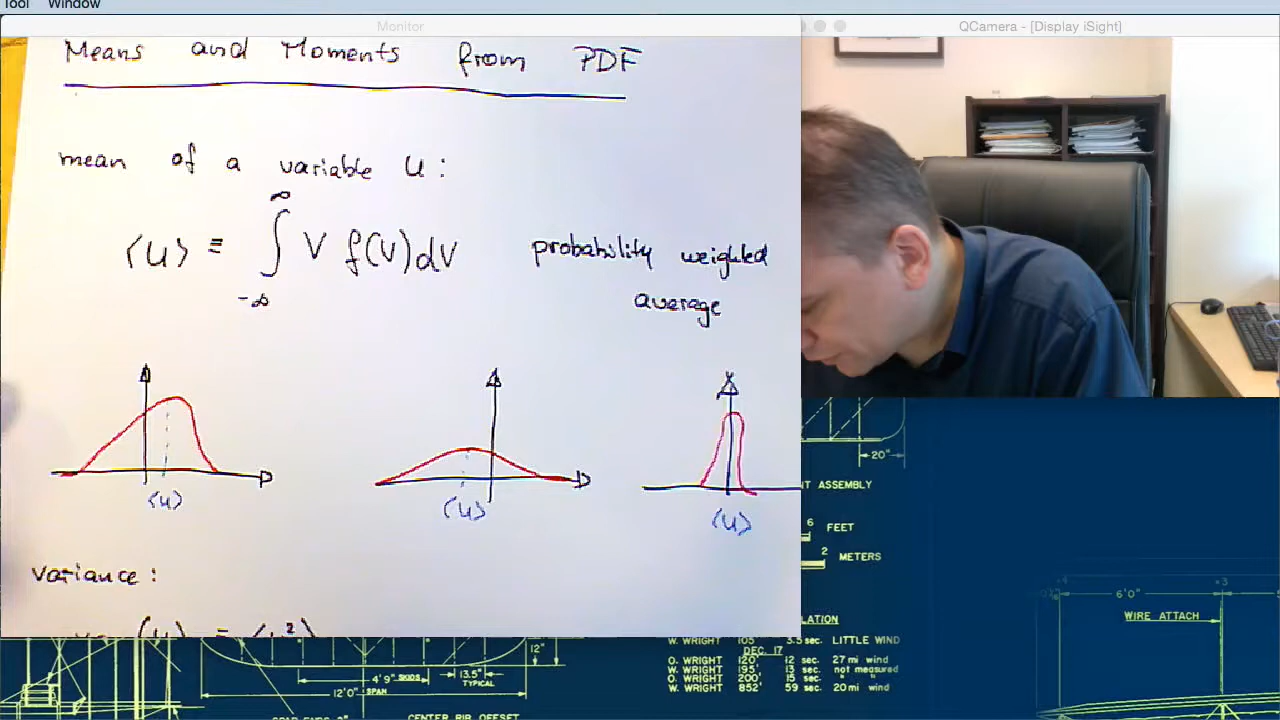 Tool Window
Monitor
QCamera - [Display iSight]
Means and Moments from PDF
mean of a variable U:
⟨U⟩ ≡ ∫_{-∞}^{∞} V f(V) dV probability weighted
average
⟨U⟩
⟨U⟩
⟨U⟩
variance:
20"
ASSEMBLY
6 FEET
2 METERS
W. WRIGHT 105' 3.5 sec. LITTLE WIND
DEC. 17
O. WRIGHT 120' 12 sec. 27 mi wind
W. WRIGHT 195' 13 sec. not measured
O. WRIGHT 200' 15 sec. " "
W. WRIGHT 852' 59 sec. 20 mi wind
6'0"
WIRE ATTACH
12"
4'9" SKIDS
13.5"
TYPICAL
12'0" SPAN
CENTER RIB OFFSET